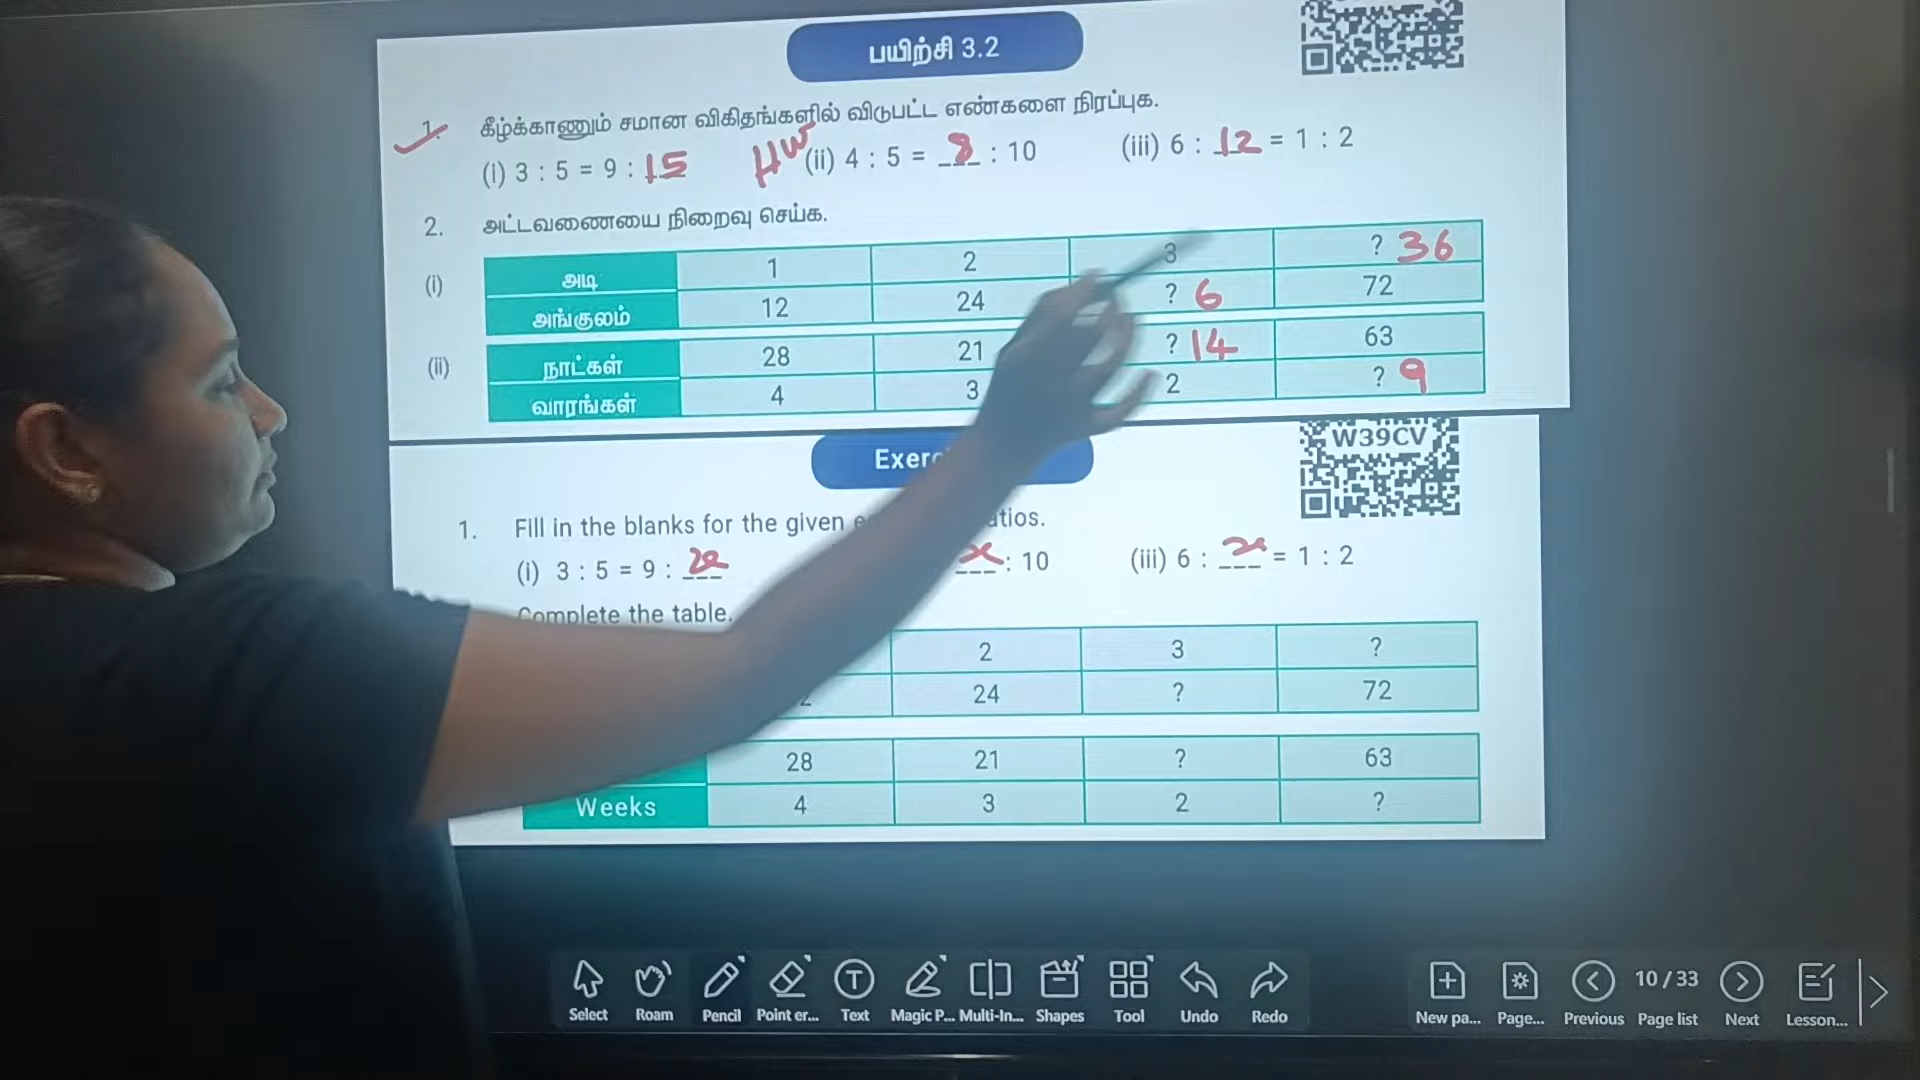 பயிற்சி 3.2
1. கீழ்க்காணும் சமான விகிதங்களில் விடுபட்ட எண்களை நிரப்புக.
(i) 3 : 5 = 9 : 15 HW (ii) 4 : 5 = 8 : 10 (iii) 6 : 12 = 1 : 2
2. அட்டவணையை நிறைவு செய்க.
(i) அடி 1 2 3 ? 36
அங்குலம் 12 24 ? 6 72
(ii) நாட்கள் 28 21 ? 14 63
வாரங்கள் 4 3 2 ? 9
W39CV
1. Fill in the blanks for the given
(i) 3 : 5 = 9 : x x : 10 (iii) 6 : x = 1 : 2
Complete the table.
2 3 ?
24 ? 72
28 21 ? 63
Weeks 4 3 2 ?
Select Roam Pencil Point er... Text Magic P... Multi-In... Shapes Tool Undo Redo New pa... Page... Previous 10 / 33 Page list Next Lesson...